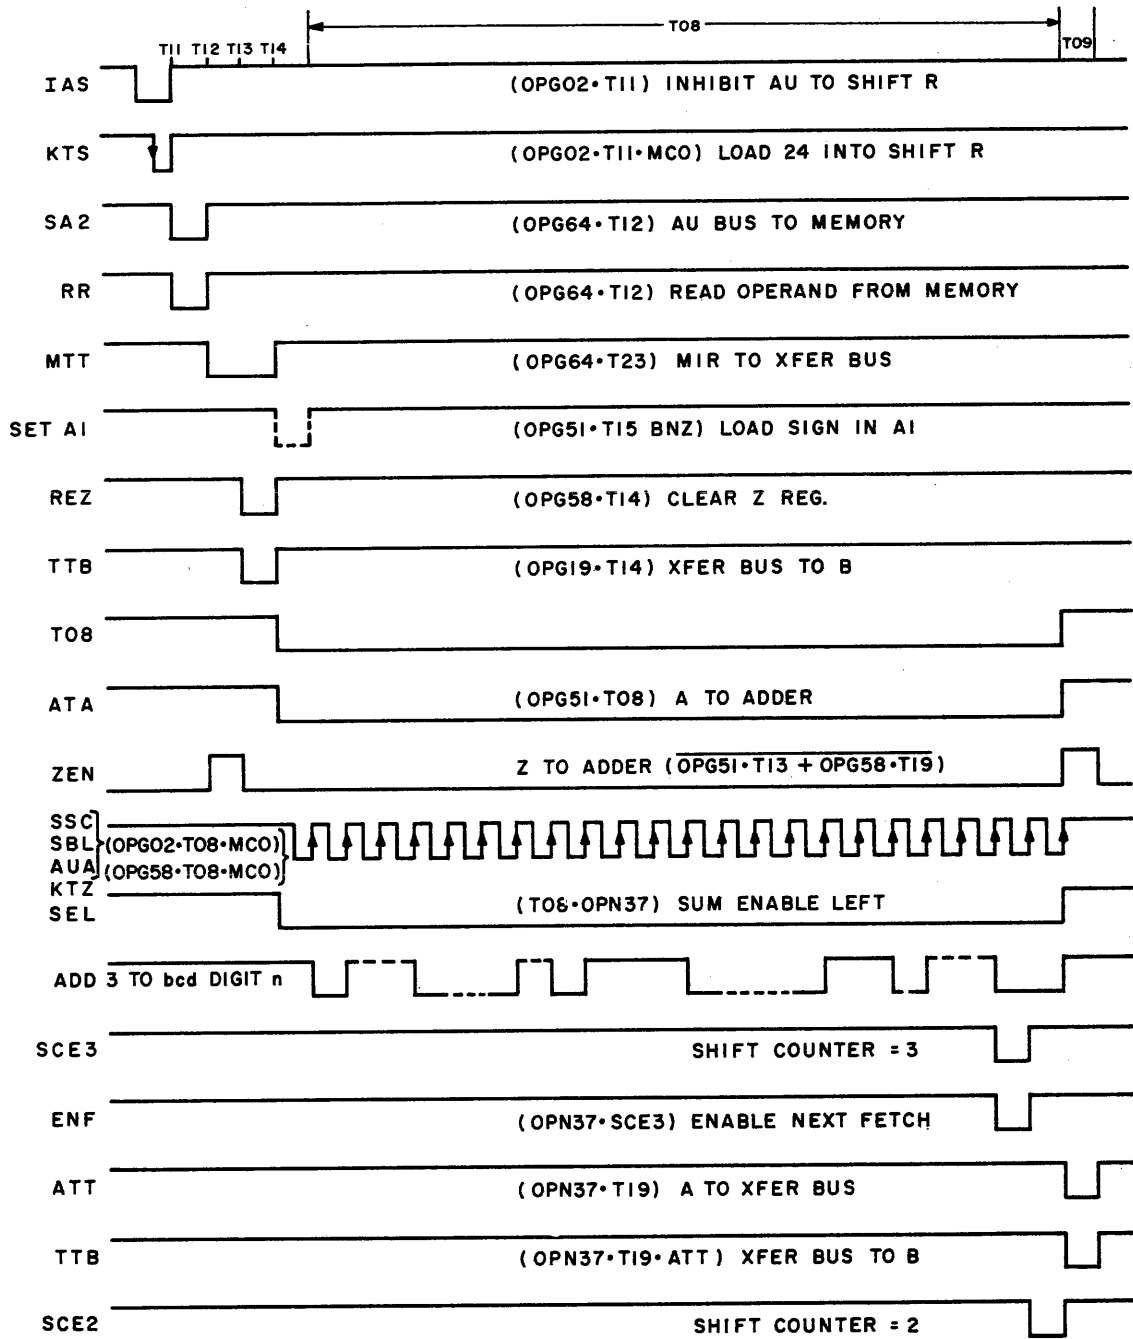 T08
T11 T12 T13 T14 T09
IAS (OPG02•T11) INHIBIT AU TO SHIFT R
KTS (OPG02•T11•MCO) LOAD 24 INTO SHIFT R
SA2 (OPG64•T12) AU BUS TO MEMORY
RR (OPG64•T12) READ OPERAND FROM MEMORY
MTT (OPG64•T23) MIR TO XFER BUS
SET A1 (OPG51•T15 BNZ) LOAD SIGN IN A1
REZ (OPG58•T14) CLEAR Z REG.
TTB (OPG19•T14) XFER BUS TO B
T08
ATA (OPG51•T08) A TO ADDER
ZEN Z TO ADDER (OPG51•T13 + OPG58•T19)
SSC
SBL (OPG02•T08•MCO)
AUA (OPG58•T08•MCO)
KTZ
SEL (T08•OPN37) SUM ENABLE LEFT
ADD 3 TO bcd DIGIT n
SCE3 SHIFT COUNTER = 3
ENF (OPN37•SCE3) ENABLE NEXT FETCH
ATT (OPN37•T19) A TO XFER BUS
TTB (OPN37•T19•ATT) XFER BUS TO B
SCE2 SHIFT COUNTER = 2